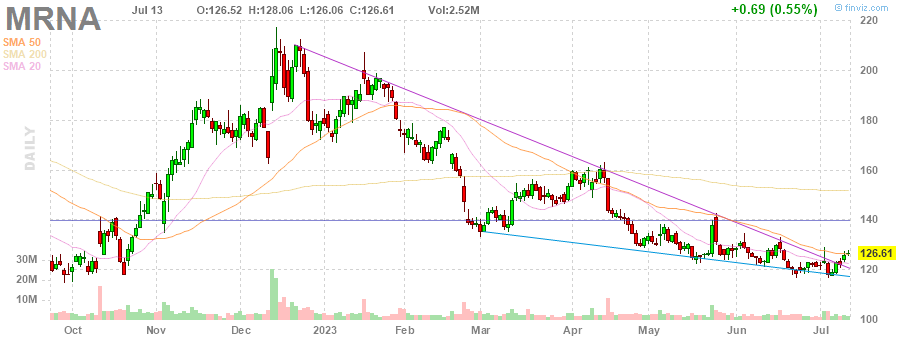 MRNA
Jul 13 O:126.52 H:128.06 L:126.06 C:126.61 Vol:2.52M
+0.69 (0.55%)
finviz.com
SMA 50
SMA 200
SMA 20
DAILY
220
200
180
160
140
126.61
120
100
30M
20M
10M
Oct Nov Dec 2023 Feb Mar Apr May Jun Jul